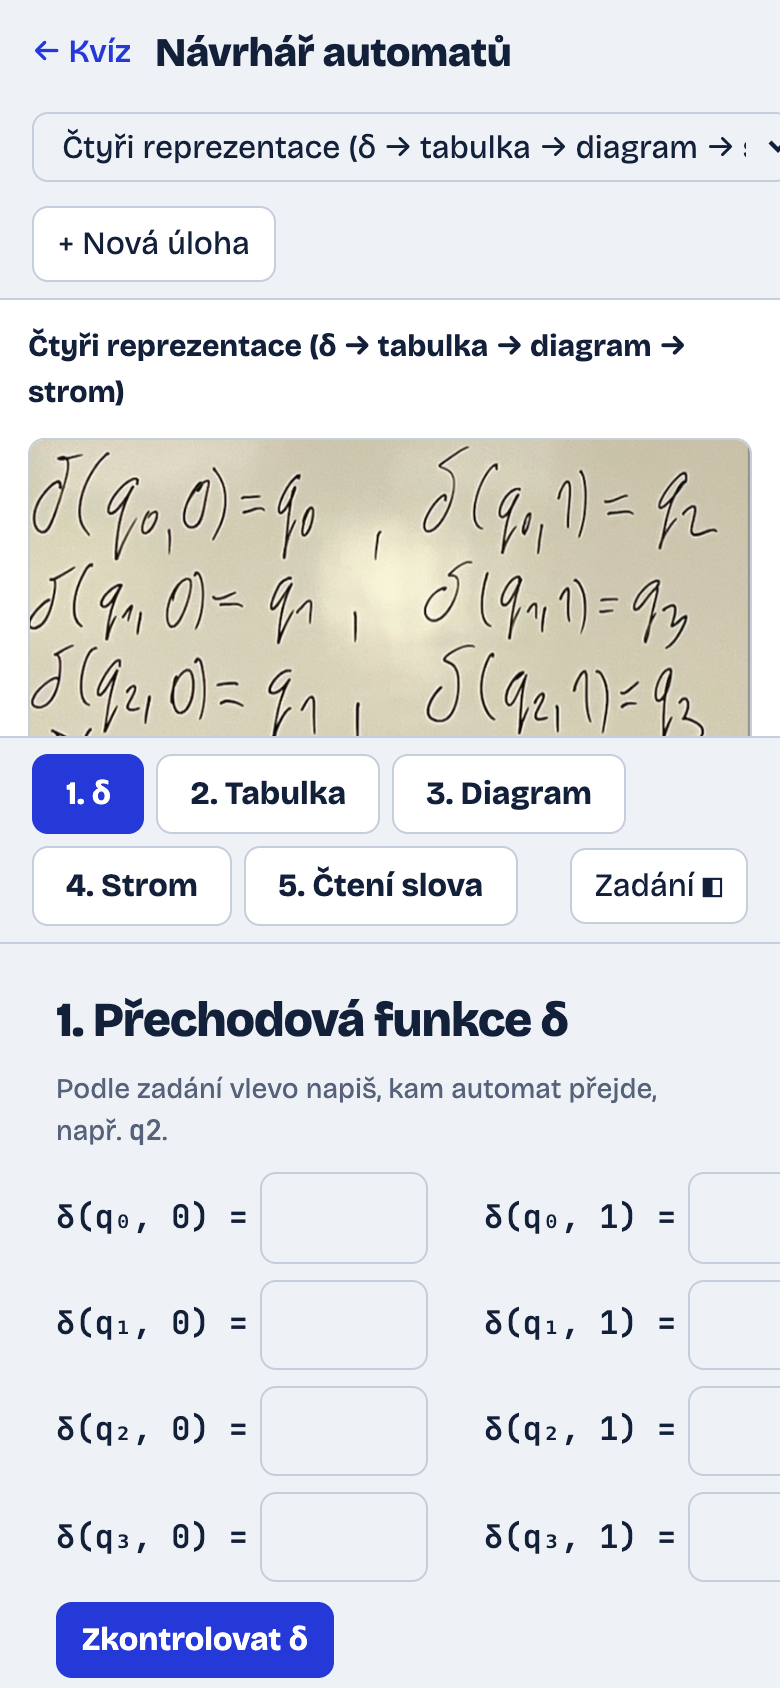 ← Kvíz Návrhář automatů
Čtyři reprezentace (δ → tabulka → diagram →
+ Nová úloha
Čtyři reprezentace (δ → tabulka → diagram →
strom)
δ(q₀, 0) = q₀ , δ(q₀, 1) = q₂
δ(q₁, 0) = q₁ , δ(q₁, 1) = q₃
δ(q₂, 0) = q₁ , δ(q₂, 1) = q₃
1. δ 2. Tabulka 3. Diagram
4. Strom 5. Čtení slova Zadání
1. Přechodová funkce δ
Podle zadání vlevo napiš, kam automat přejde,
např. q2.
δ(q₀, 0) = δ(q₀, 1) =
δ(q₁, 0) = δ(q₁, 1) =
δ(q₂, 0) = δ(q₂, 1) =
δ(q₃, 0) = δ(q₃, 1) =
Zkontrolovat δ